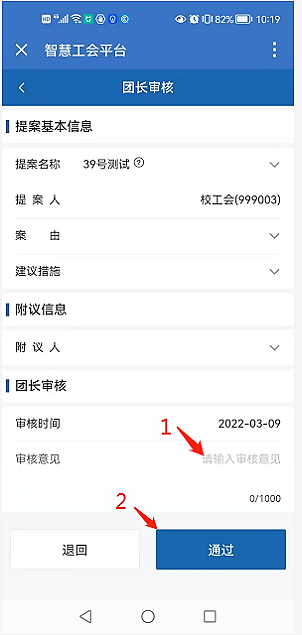 HD 4G 82% 10:19
智慧工会平台
团长审核
提案基本信息
提案名称 39号测试 ?
提 案 人 校工会(999003)
案 由
建议措施
附议信息
附 议 人
团长审核
审核时间 2022-03-09
1
审核意见 请输入审核意见
0/1000
2
退回 通过